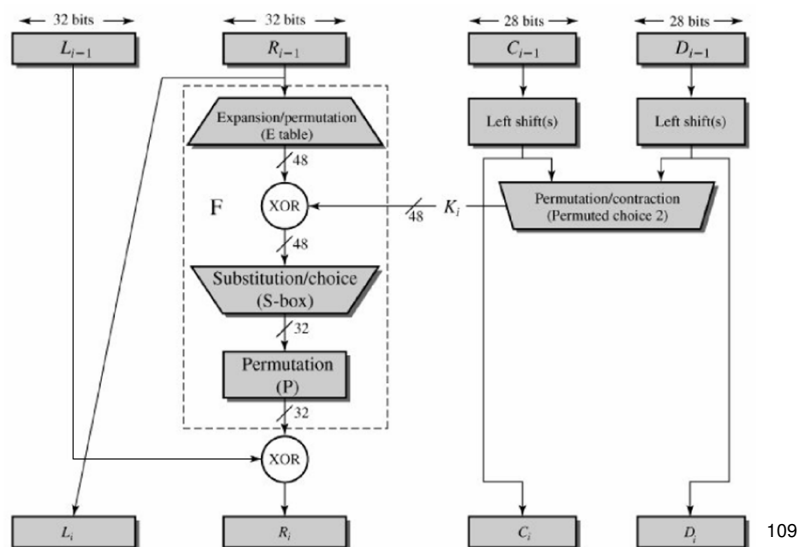 32 bits 32 bits 28 bits 28 bits
L_{i-1} R_{i-1} C_{i-1} D_{i-1}
Expansion/permutation
(E table)
Left shift(s) Left shift(s)
48
F XOR 48 K_i Permutation/contraction
(Permuted choice 2)
48
Substitution/choice
(S-box)
32
Permutation
(P)
32
XOR
L_i R_i C_i D_i 109